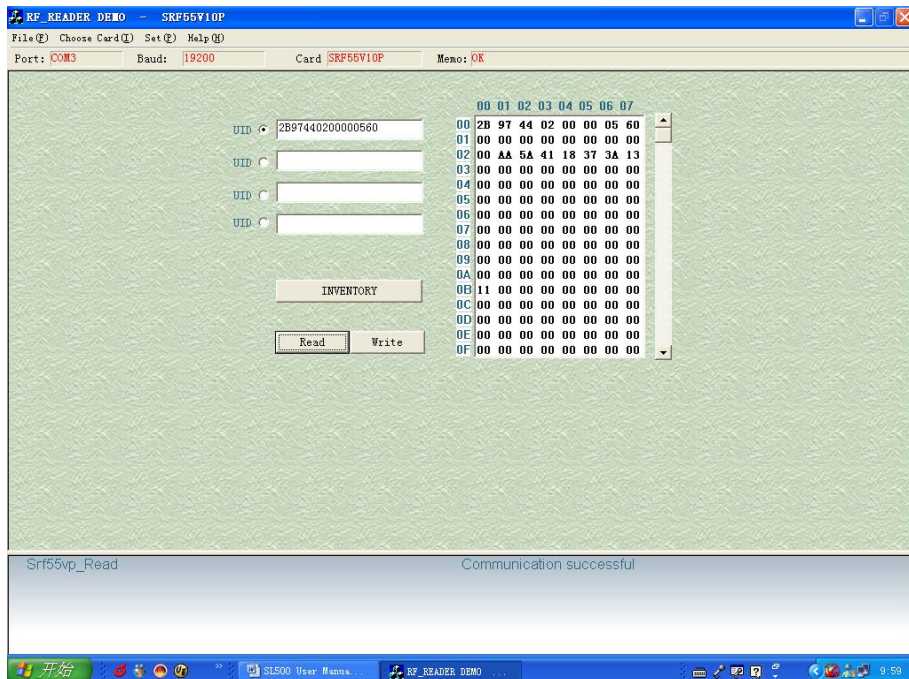 RF_READER DEMO - SRF55V10P
File(F) Choose Card(I) Set(P) Help(H)
Port: COM3 Baud: 19200 Card SRF55V10P Memo: OK
00 01 02 03 04 05 06 07
UID 2B97440200000560
UID
UID
UID
00 2B 97 44 02 00 00 05 60
01 00 00 00 00 00 00 00 00
02 00 AA 5A 41 18 37 3A 13
03 00 00 00 00 00 00 00 00
04 00 00 00 00 00 00 00 00
05 00 00 00 00 00 00 00 00
06 00 00 00 00 00 00 00 00
07 00 00 00 00 00 00 00 00
08 00 00 00 00 00 00 00 00
09 00 00 00 00 00 00 00 00
0A 00 00 00 00 00 00 00 00
0B 11 00 00 00 00 00 00 00
0C 00 00 00 00 00 00 00 00
0D 00 00 00 00 00 00 00 00
0E 00 00 00 00 00 00 00 00
0F 00 00 00 00 00 00 00 00
INVENTORY
Read Write
Srf55vp_Read Communication successful
开始 SL500 User Manua... RF_READER DEMO ... 9:59